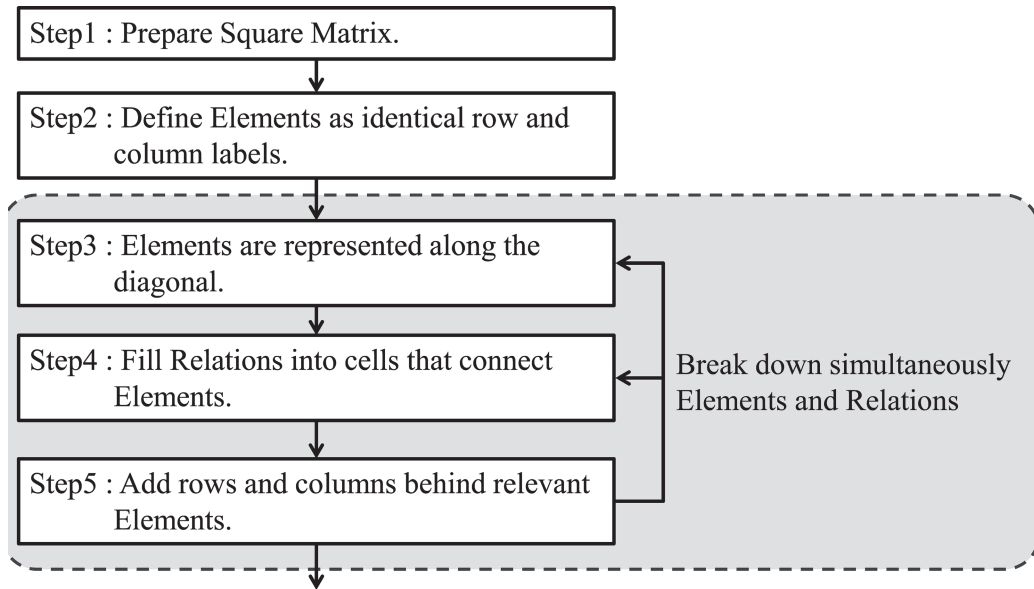 Step1 : Prepare Square Matrix.
Step2 : Define Elements as identical row and
column labels.
Step3 : Elements are represented along the
diagonal.
Step4 : Fill Relations into cells that connect
Elements.
Break down simultaneously
Elements and Relations
Step5 : Add rows and columns behind relevant
Elements.